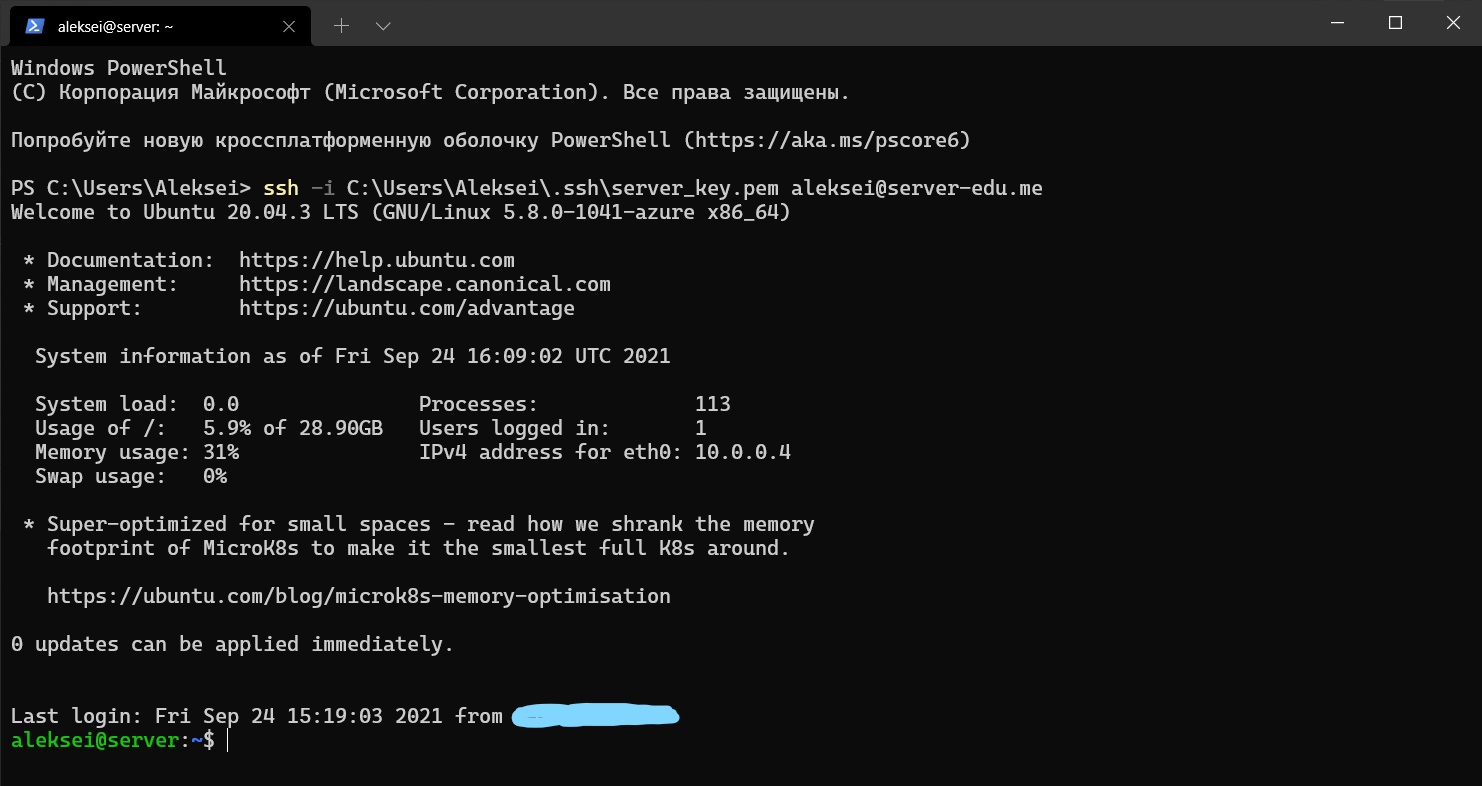 aleksei@server: ~
Windows PowerShell
(C) Корпорация Майкрософт (Microsoft Corporation). Все права защищены.
Попробуйте новую кроссплатформенную оболочку PowerShell (https://aka.ms/pscore6)
PS C:\Users\Aleksei> ssh -i C:\Users\Aleksei\.ssh\server_key.pem aleksei@server-edu.me
Welcome to Ubuntu 20.04.3 LTS (GNU/Linux 5.8.0-1041-azure x86_64)
* Documentation:  https://help.ubuntu.com
* Management:     https://landscape.canonical.com
* Support:        https://ubuntu.com/advantage
System information as of Fri Sep 24 16:09:02 UTC 2021
System load:  0.0               Processes:             113
Usage of /:   5.9% of 28.90GB   Users logged in:       1
Memory usage: 31%               IPv4 address for eth0: 10.0.0.4
Swap usage:   0%
* Super-optimized for small spaces - read how we shrank the memory
footprint of MicroK8s to make it the smallest full K8s around.
https://ubuntu.com/blog/microk8s-memory-optimisation
0 updates can be applied immediately.
Last login: Fri Sep 24 15:19:03 2021 from
aleksei@server:~$